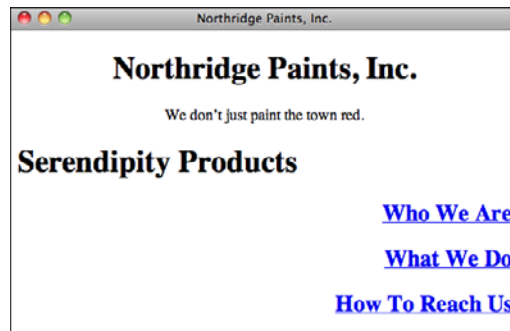 Northridge Paints, Inc.
Northridge Paints, Inc.
We don't just paint the town red.
Serendipity Products
Who We Are
What We Do
How To Reach Us